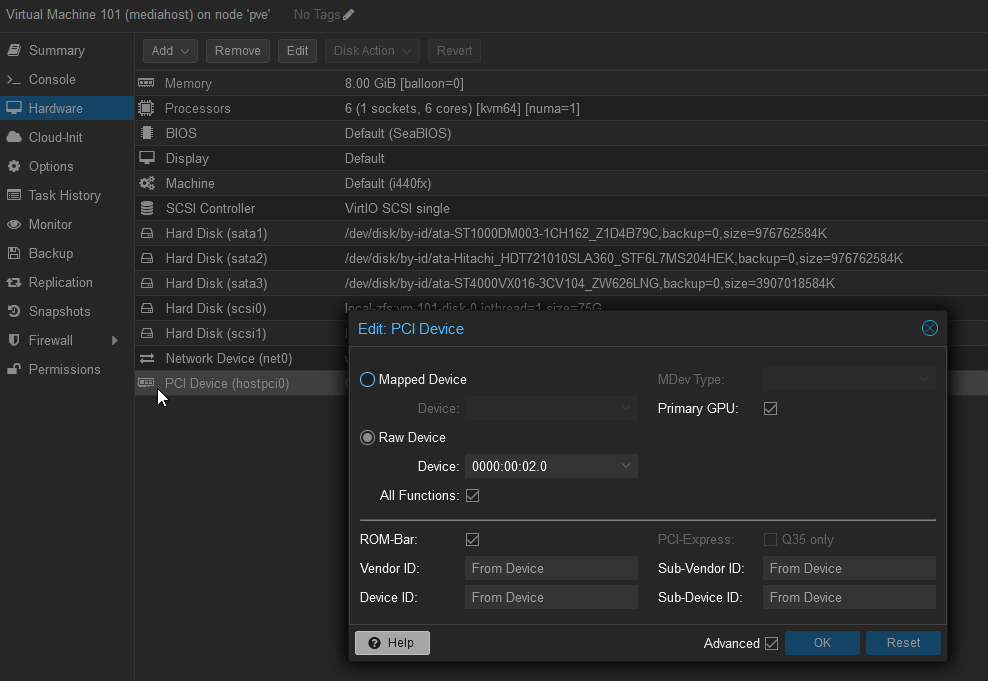 Virtual Machine 101 (mediahost) on node 'pve' No Tags
Summary
Console
Hardware
Cloud-Init
Options
Task History
Monitor
Backup
Replication
Snapshots
Firewall
Permissions
Add Remove Edit Disk Action Revert
Memory 8.00 GiB [balloon=0]
Processors 6 (1 sockets, 6 cores) [kvm64] [numa=1]
BIOS Default (SeaBIOS)
Display Default
Machine Default (i440fx)
SCSI Controller VirtIO SCSI single
Hard Disk (sata1) /dev/disk/by-id/ata-ST1000DM003-1CH162_Z1D4B79C,backup=0,size=976762584K
Hard Disk (sata2) /dev/disk/by-id/ata-Hitachi_HDT721010SLA360_STF6L7MS204HEK,backup=0,size=976762584K
Hard Disk (sata3) /dev/disk/by-id/ata-ST4000VX016-3CV104_ZW626LNG,backup=0,size=3907018584K
Hard Disk (scsi0) local-zfs:vm-101-disk-0,iothread=1,size=75G
Hard Disk (scsi1)
Network Device (net0)
PCI Device (hostpci0)
Edit: PCI Device
Mapped Device MDev Type:
Device: Primary GPU:
Raw Device
Device: 0000:00:02.0
All Functions:
ROM-Bar: PCI-Express: Q35 only
Vendor ID: From Device Sub-Vendor ID: From Device
Device ID: From Device Sub-Device ID: From Device
Help Advanced OK Reset